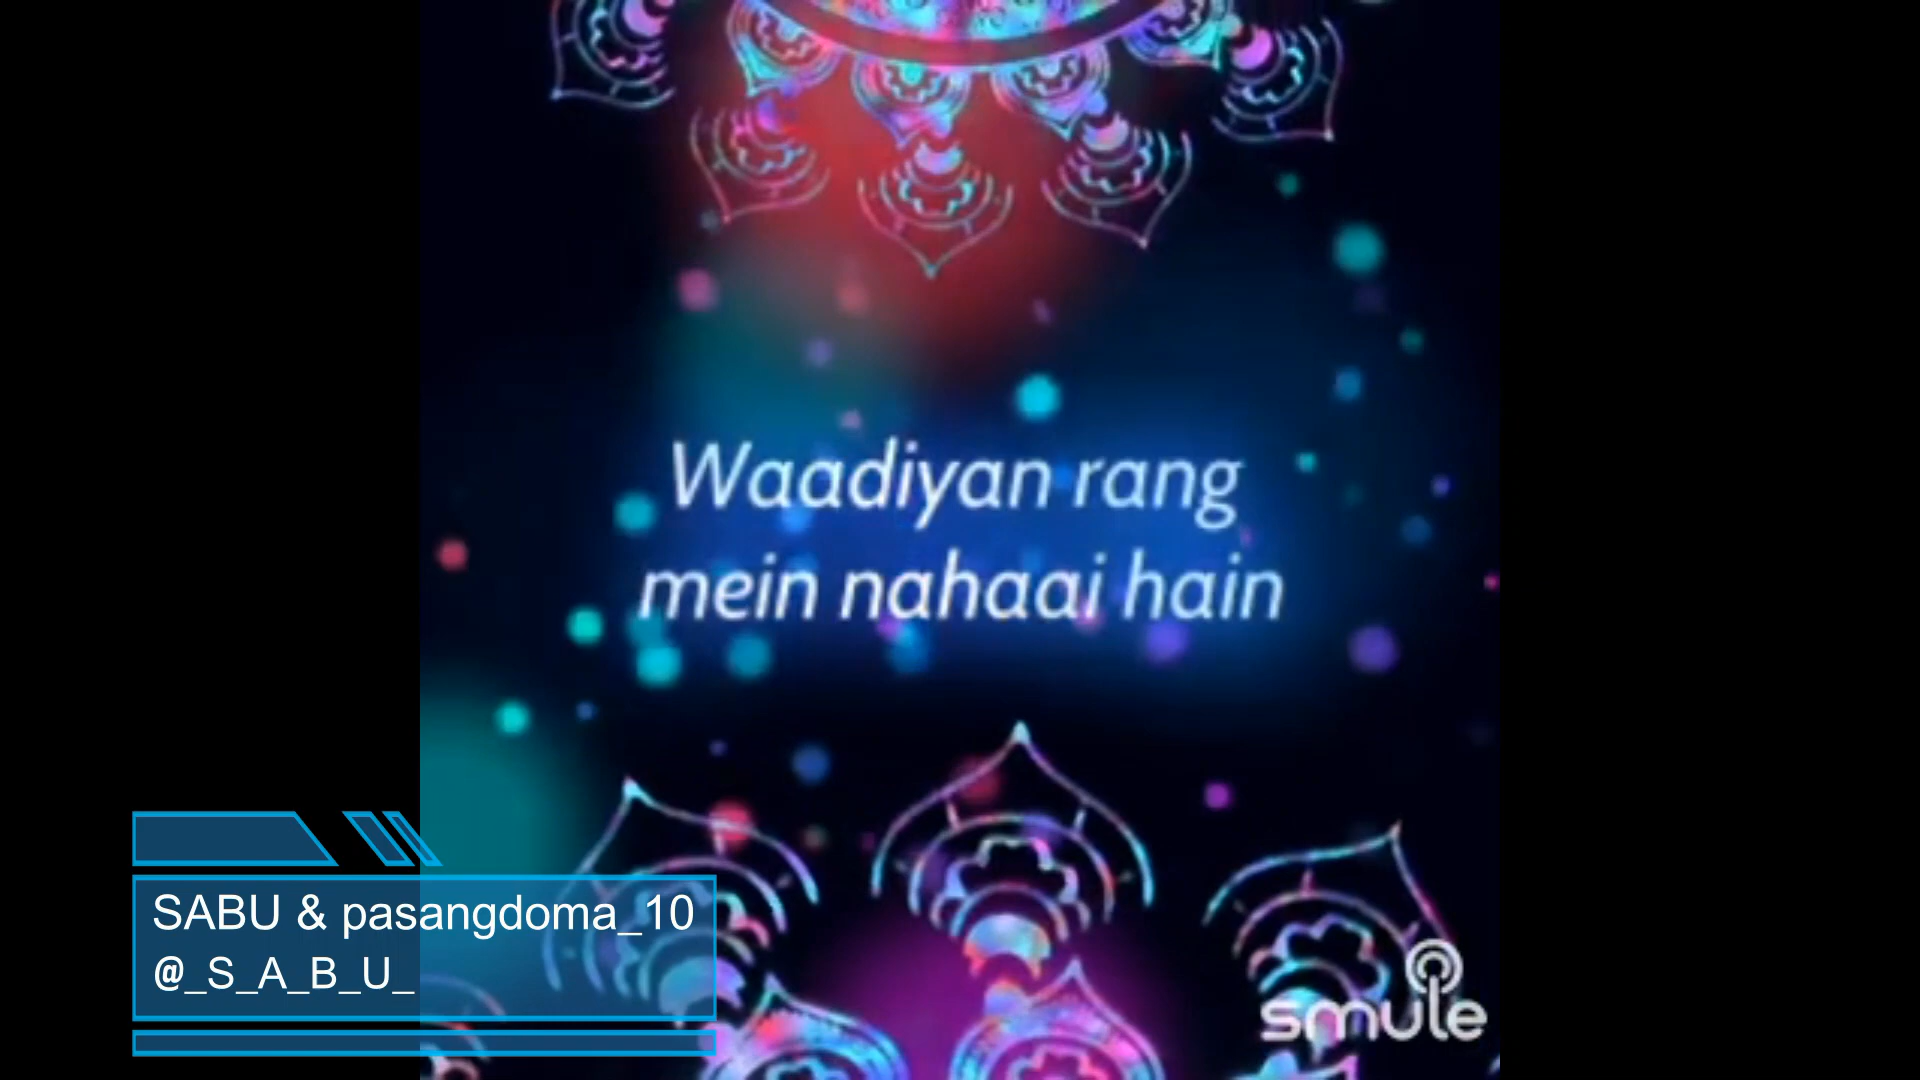 Waadiyan rang
mein nahaai hain
SABU & pasangdoma_10
@_S_A_B_U_
smule